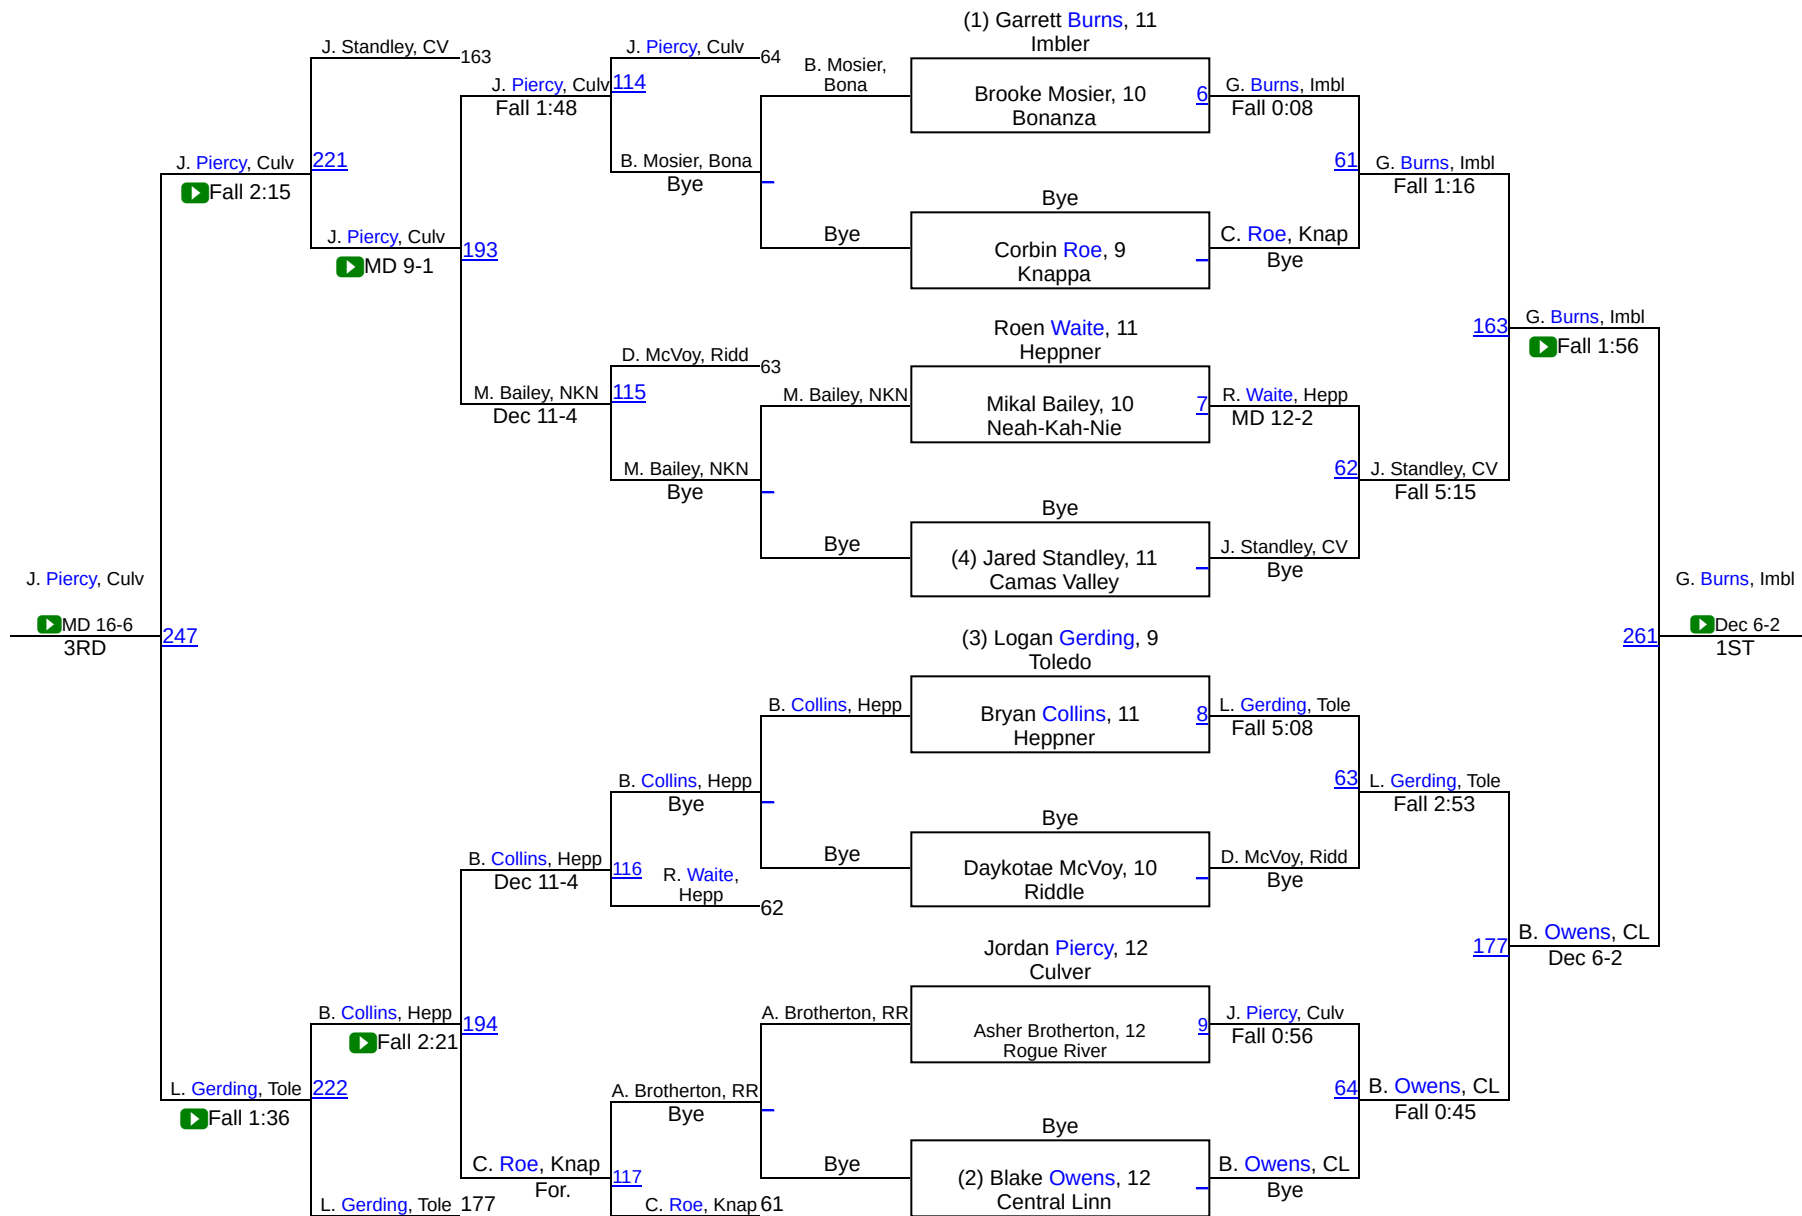 (1) Garrett Burns, 11
Imbler
J. Standley, CV 163
J. Piercy, Culv 64
B. Mosier,
Bona
J. Piercy, Culv 114
Fall 1:48
Brooke Mosier, 10
Bonanza
6 G. Burns, Imbl
Fall 0:08
J. Piercy, Culv 221
Fall 2:15
B. Mosier, Bona
Bye
61 G. Burns, Imbl
Fall 1:16
Bye
J. Piercy, Culv 193
MD 9-1
Bye
Corbin Roe, 9
Knappa
C. Roe, Knap
Bye
Roen Waite, 11
Heppner
163 G. Burns, Imbl
Fall 1:56
D. McVoy, Ridd 63
M. Bailey, NKN 115
Dec 11-4
M. Bailey, NKN
Mikal Bailey, 10
Neah-Kah-Nie
7 R. Waite, Hepp
MD 12-2
M. Bailey, NKN
Bye
62 J. Standley, CV
Fall 5:15
Bye
Bye
(4) Jared Standley, 11
Camas Valley
J. Standley, CV
Bye
J. Piercy, Culv
MD 16-6
3RD
247
G. Burns, Imbl
261 Dec 6-2
1ST
(3) Logan Gerding, 9
Toledo
B. Collins, Hepp
Bryan Collins, 11
Heppner
8 L. Gerding, Tole
Fall 5:08
B. Collins, Hepp
Bye
63 L. Gerding, Tole
Fall 2:53
Bye
B. Collins, Hepp 116
Dec 11-4
R. Waite,
Hepp
62
Bye
Daykotae McVoy, 10
Riddle
D. McVoy, Ridd
Bye
177 B. Owens, CL
Dec 6-2
Jordan Piercy, 12
Culver
B. Collins, Hepp 194
Fall 2:21
A. Brotherton, RR
Asher Brotherton, 12
Rogue River
9 J. Piercy, Culv
Fall 0:56
L. Gerding, Tole 222
Fall 1:36
A. Brotherton, RR
Bye
64 B. Owens, CL
Fall 0:45
Bye
C. Roe, Knap 117
For.
Bye
(2) Blake Owens, 12
Central Linn
B. Owens, CL
Bye
L. Gerding, Tole 177
C. Roe, Knap 61